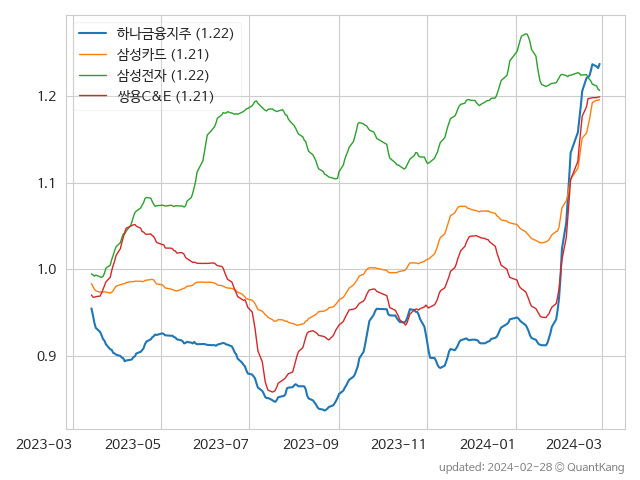 하나금융지주 (1.22)
삼성카드 (1.21)
삼성전자 (1.22)
쌍용C&E (1.21)
1.2
1.1
1.0
0.9
2023-03 2023-05 2023-07 2023-09 2023-11 2024-01 2024-03
updated: 2024-02-28 © QuantKang